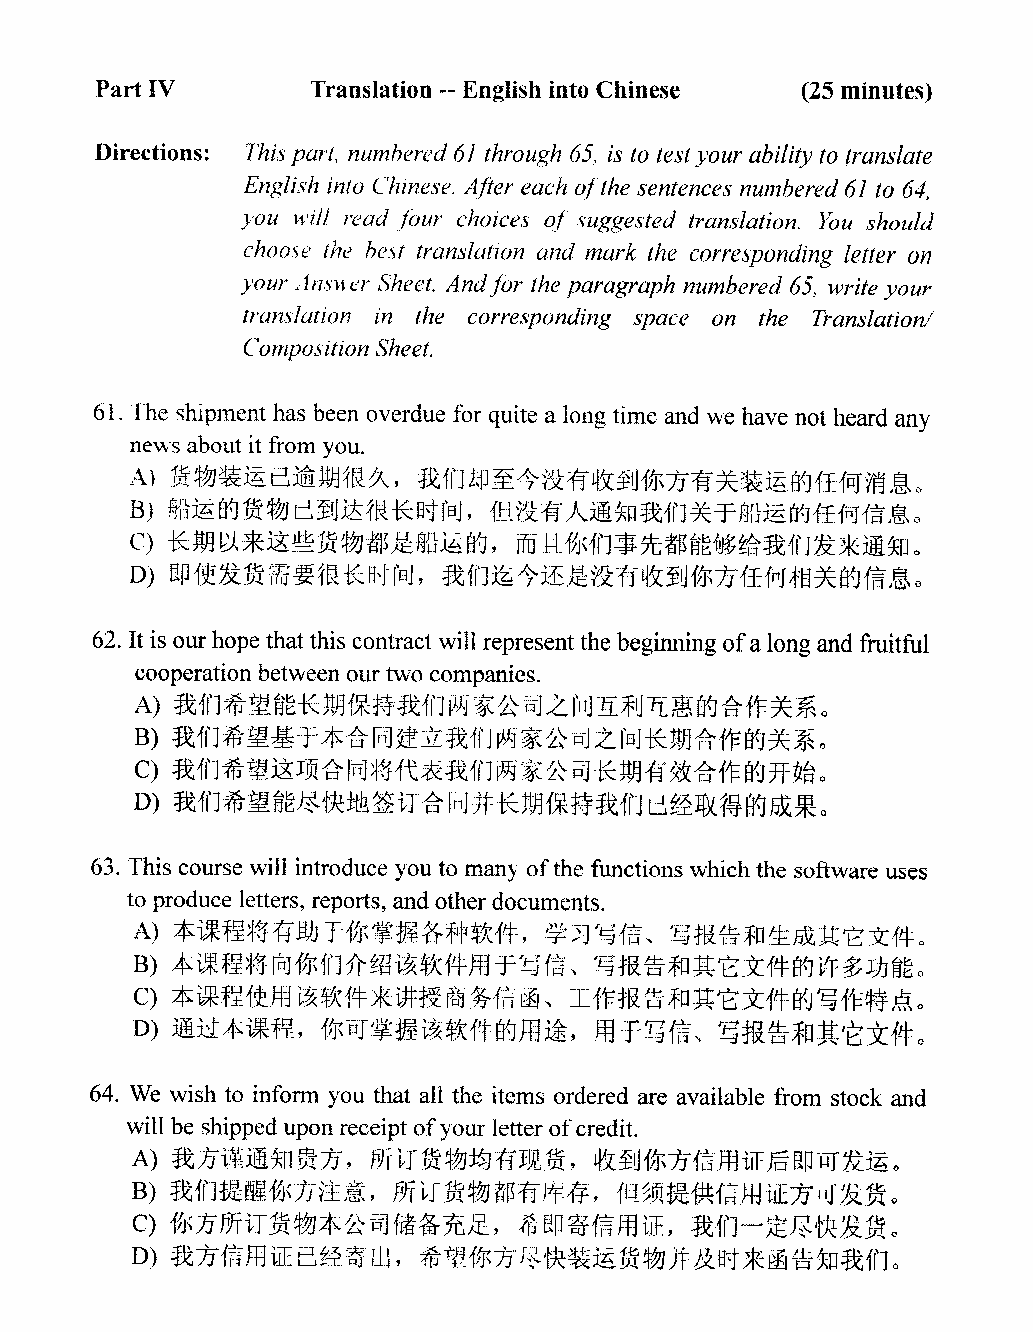 Part IV Translation -- English into Chinese (25 minutes)
Directions: This part, numbered 61 through 65, is to test your ability to translate
English into Chinese. After each of the sentences numbered 61 to 64,
you will read four choices of suggested translation. You should
choose the best translation and mark the corresponding letter on
your Answer Sheet. And for the paragraph numbered 65, write your
translation in the corresponding space on the Translation/
Composition Sheet.
61. The shipment has been overdue for quite a long time and we have not heard any
news about it from you.
A) 货物装运已逾期很久，我们却至今没有收到你方有关装运的任何消息。
B) 船运的货物已到达很长时间，但没有人通知我们关于船运的任何信息。
C) 长期以来这些货物都是船运的，而且你们事先都能够给我们发来通知。
D) 即使发货需要很长时间，我们迄今还是没有收到你方任何相关的信息。
62. It is our hope that this contract will represent the beginning of a long and fruitful
cooperation between our two companies.
A) 我们希望能长期保持我们两家公司之间互利互惠的合作关系。
B) 我们希望基于本合同建立我们两家公司之间长期合作的关系。
C) 我们希望这项合同将代表我们两家公司长期有效合作的开始。
D) 我们希望能尽快地签订合同并长期保持我们已经取得的成果。
63. This course will introduce you to many of the functions which the software uses
to produce letters, reports, and other documents.
A) 本课程将有助于你掌握各种软件，学习写信、写报告和生成其它文件。
B) 本课程将向你们介绍该软件用于写信、写报告和其它文件的许多功能。
C) 本课程使用该软件来讲授商务信函、工作报告和其它文件的写作特点。
D) 通过本课程，你可掌握该软件的用途，用于写信、写报告和其它文件。
64. We wish to inform you that all the items ordered are available from stock and
will be shipped upon receipt of your letter of credit.
A) 我方谨通知贵方，所订货物均有现货，收到你方信用证后即可发运。
B) 我们提醒你方注意，所订货物都有库存，但须提供信用证方可发货。
C) 你方所订货物本公司储备充足，希即寄信用证，我们一定尽快发货。
D) 我方信用证已经寄出，希望你方尽快装运货物并及时来函告知我们。